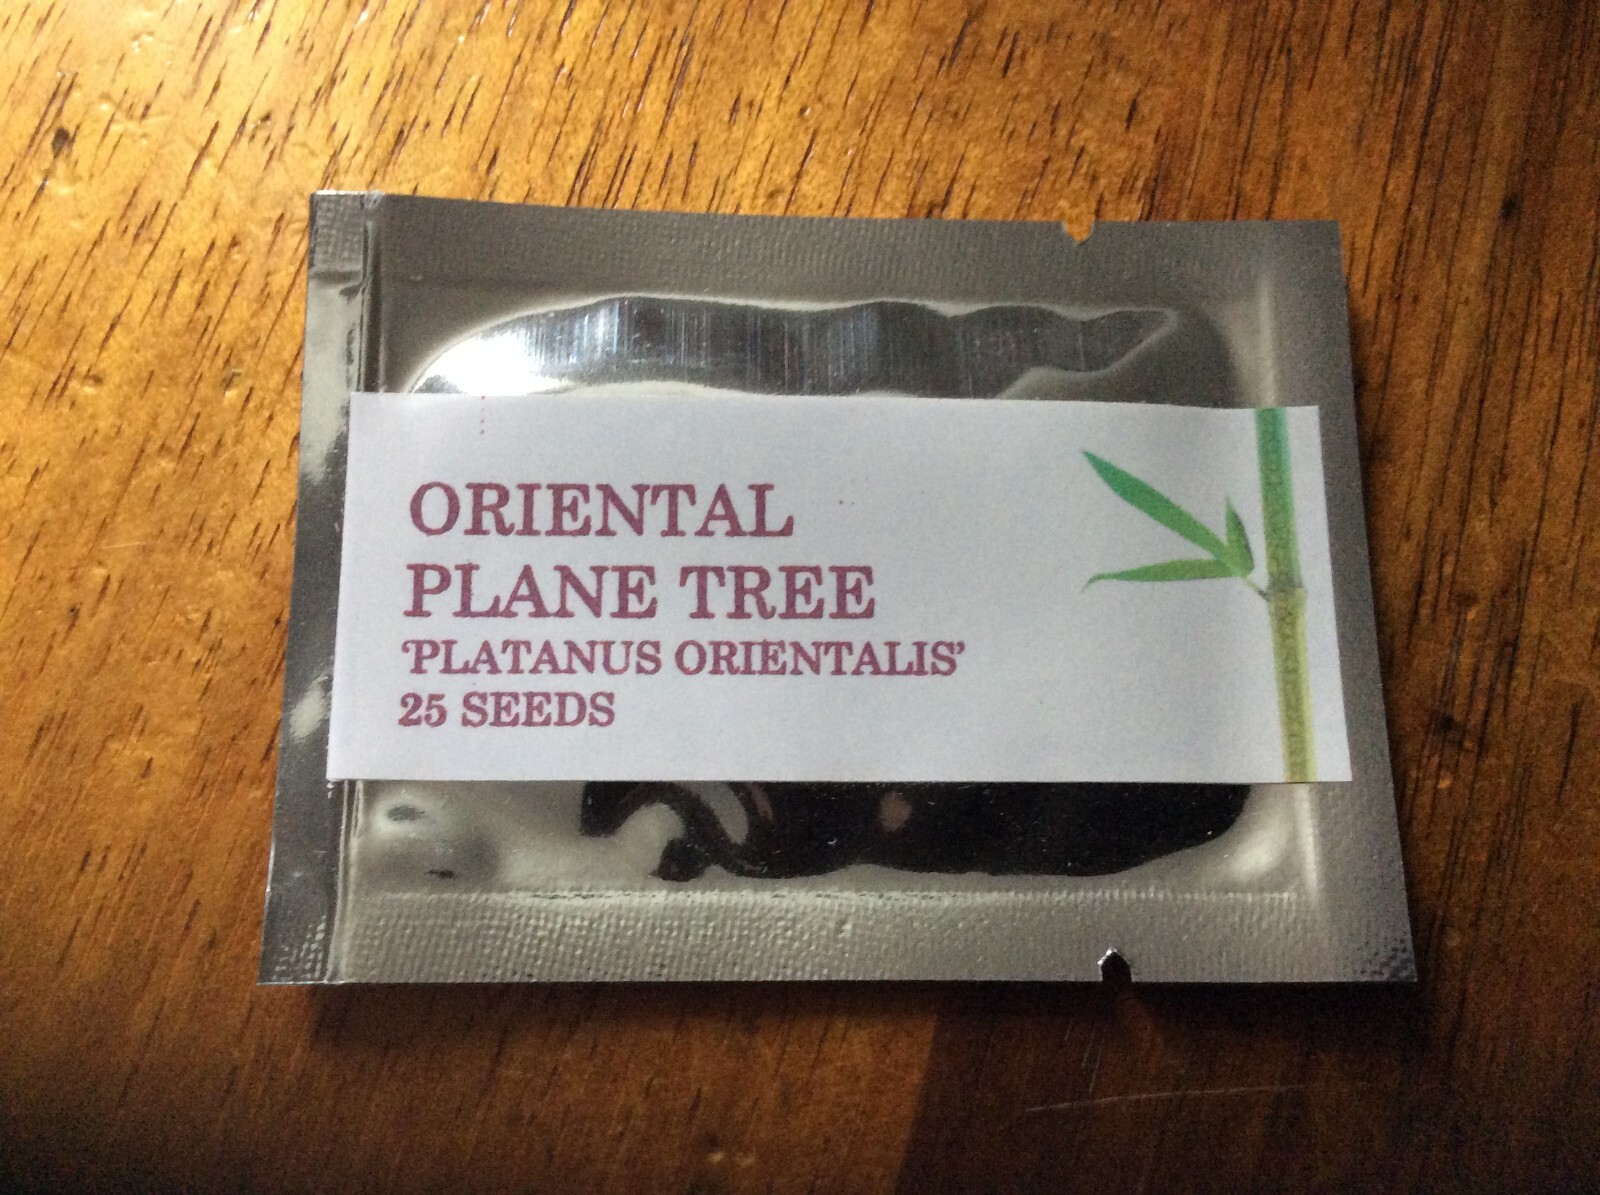 ORIENTAL
PLANE TREE
‘PLATANUS ORIENTALIS’
25 SEEDS